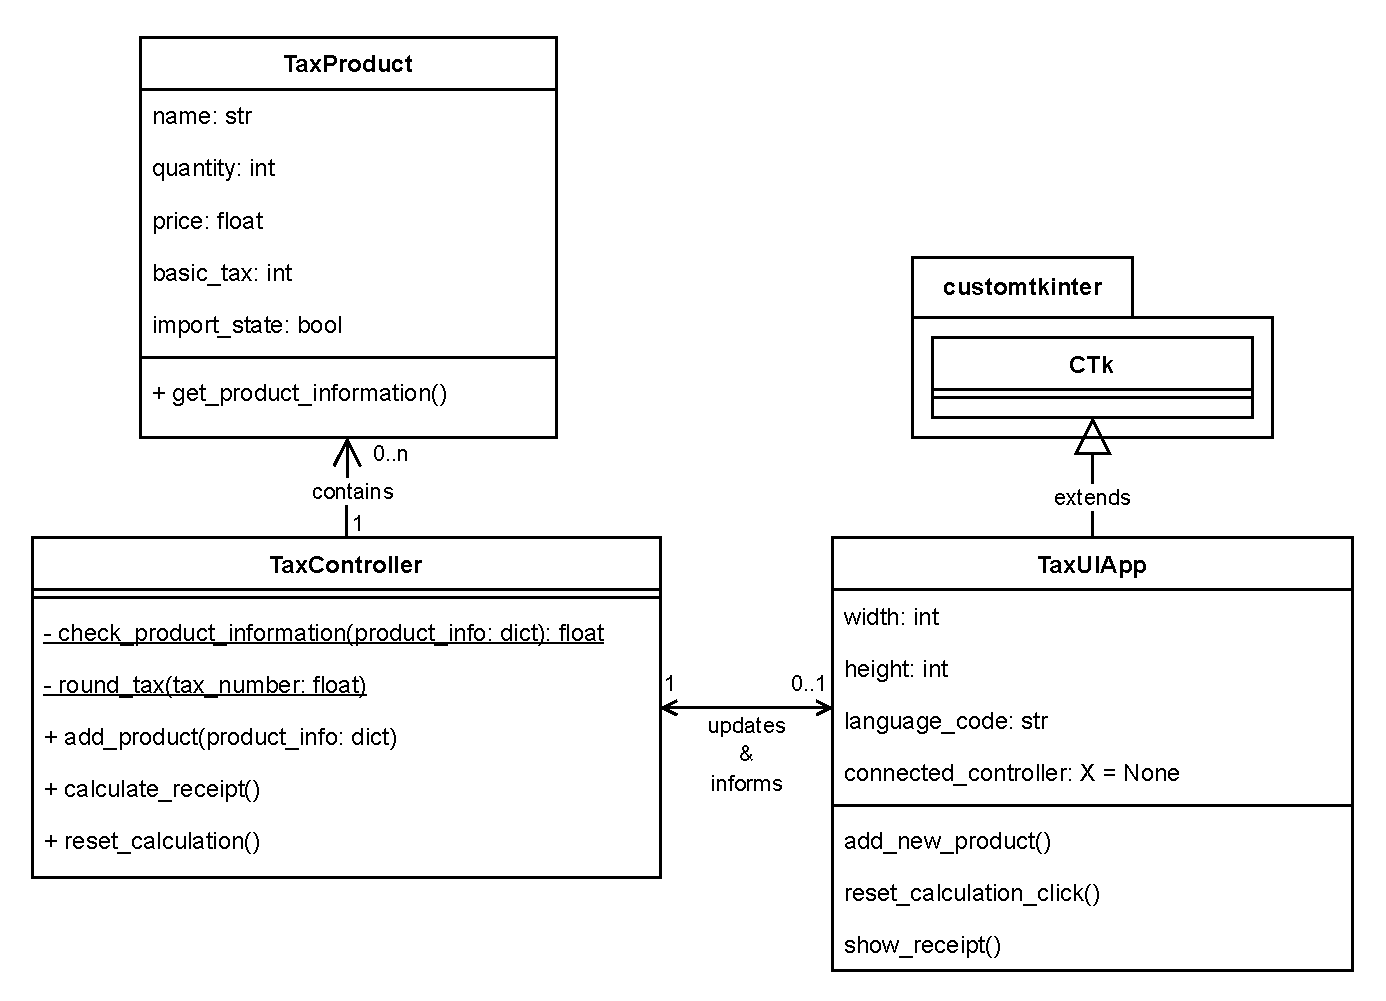 TaxProduct
name: str
quantity: int
price: float
basic_tax: int
import_state: bool
+ get_product_information()
0..n
contains
1
customtkinter
CTk
extends
TaxController
- check_product_information(product_info: dict): float
- round_tax(tax_number: float)
+ add_product(product_info: dict)
+ calculate_receipt()
+ reset_calculation()
1
0..1
updates
&
informs
TaxUIApp
width: int
height: int
language_code: str
connected_controller: X = None
add_new_product()
reset_calculation_click()
show_receipt()